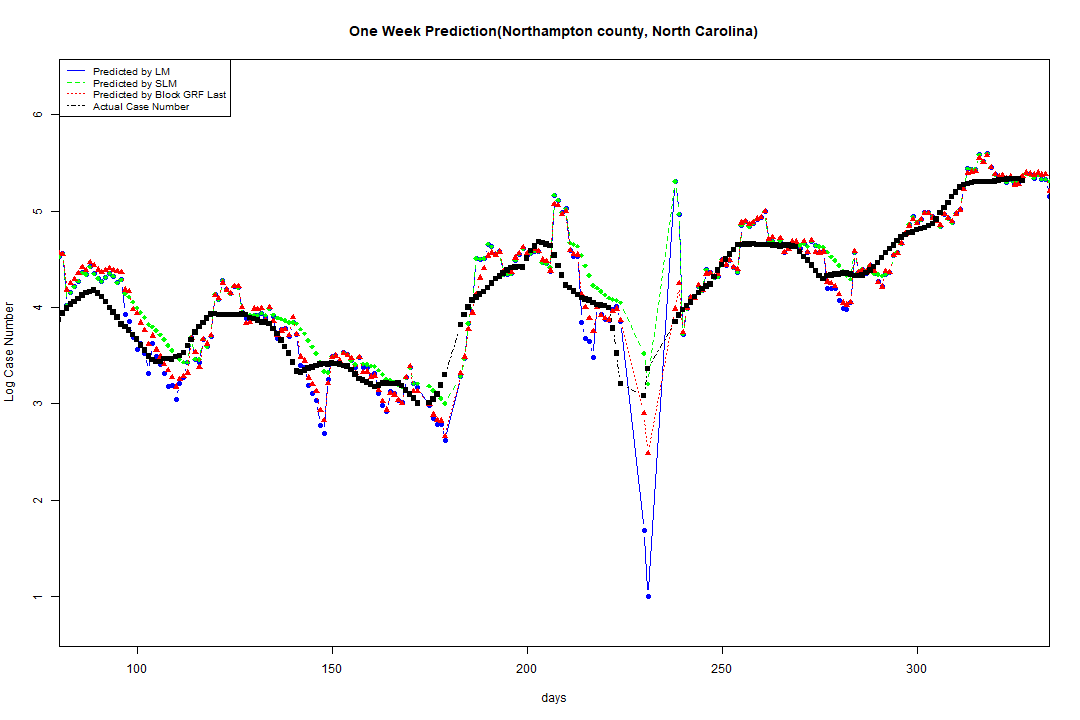 One Week Prediction(Northampton county, North Carolina)
Predicted by LM
Predicted by SLM
Predicted by Block GRF Last
Actual Case Number
Log Case Number
6
5
4
3
2
1
100 150 200 250 300
days